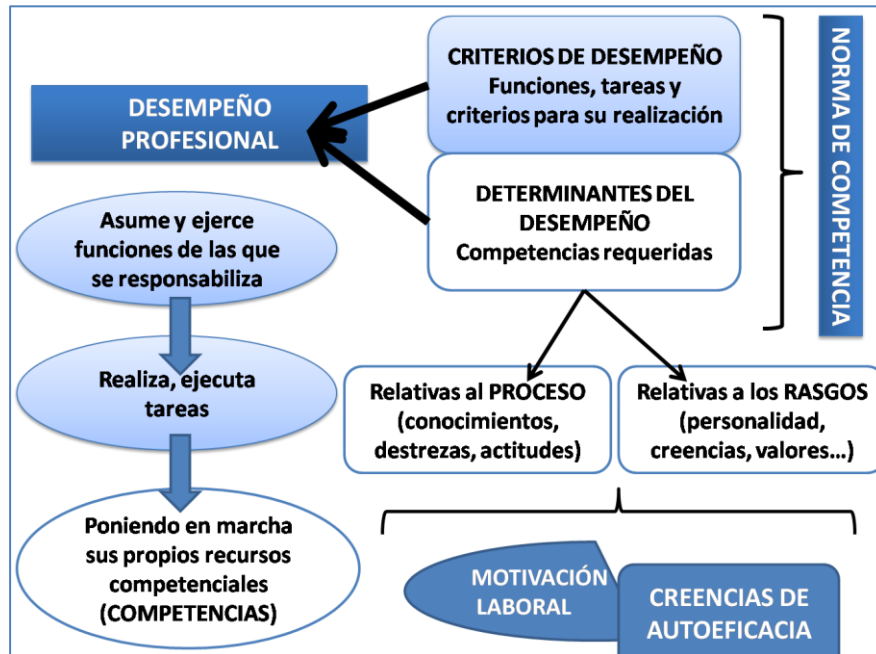 DESEMPEÑO
PROFESIONAL
CRITERIOS DE DESEMPEÑO
Funciones, tareas y
criterios para su realización
DETERMINANTES DEL
DESEMPEÑO
Competencias requeridas
NORMA DE COMPETENCIA
Asume y ejerce
funciones de las que
se responsabiliza
Realiza, ejecuta
tareas
Poniendo en marcha
sus propios recursos
competenciales
(COMPETENCIAS)
Relativas al PROCESO
(conocimientos,
destrezas, actitudes)
Relativas a los RASGOS
(personalidad,
creencias, valores...)
MOTIVACIÓN
LABORAL
CREENCIAS DE
AUTOEFICACIA